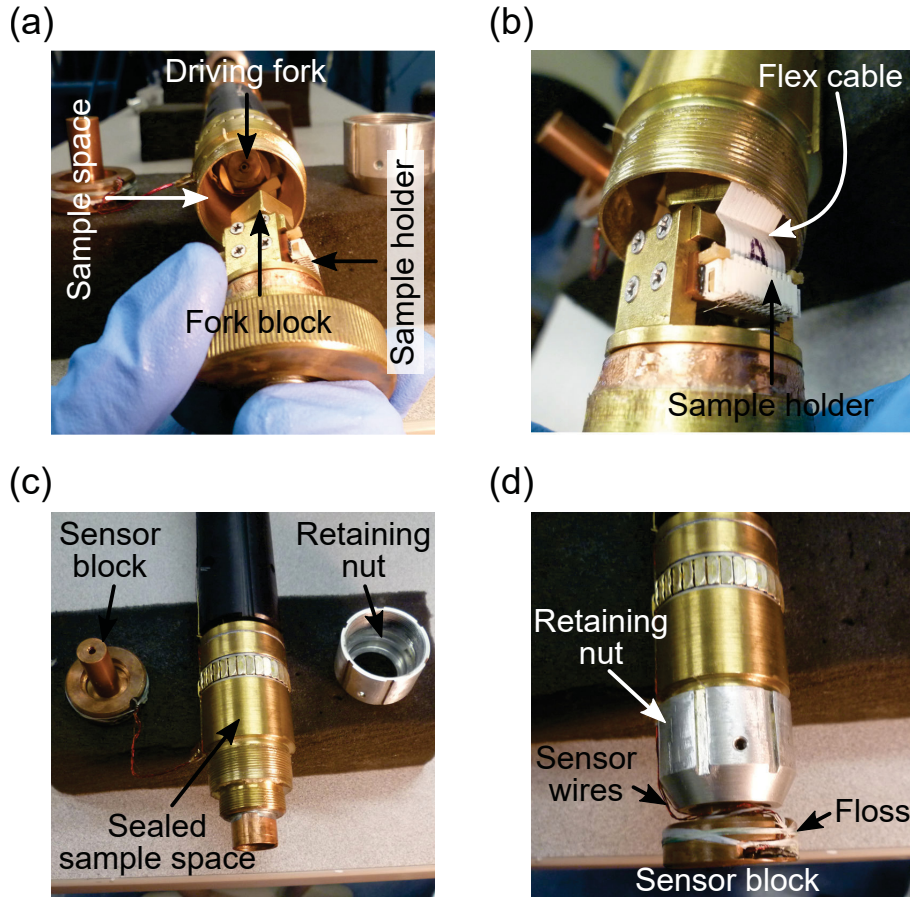 (a)
Driving fork
Sample space
Sample holder
Fork block
(b)
Flex cable
A
Sample holder
(c)
Sensor
block
Retaining
nut
Sealed
sample space
(d)
Retaining
nut
Sensor
wires
Floss
Sensor block